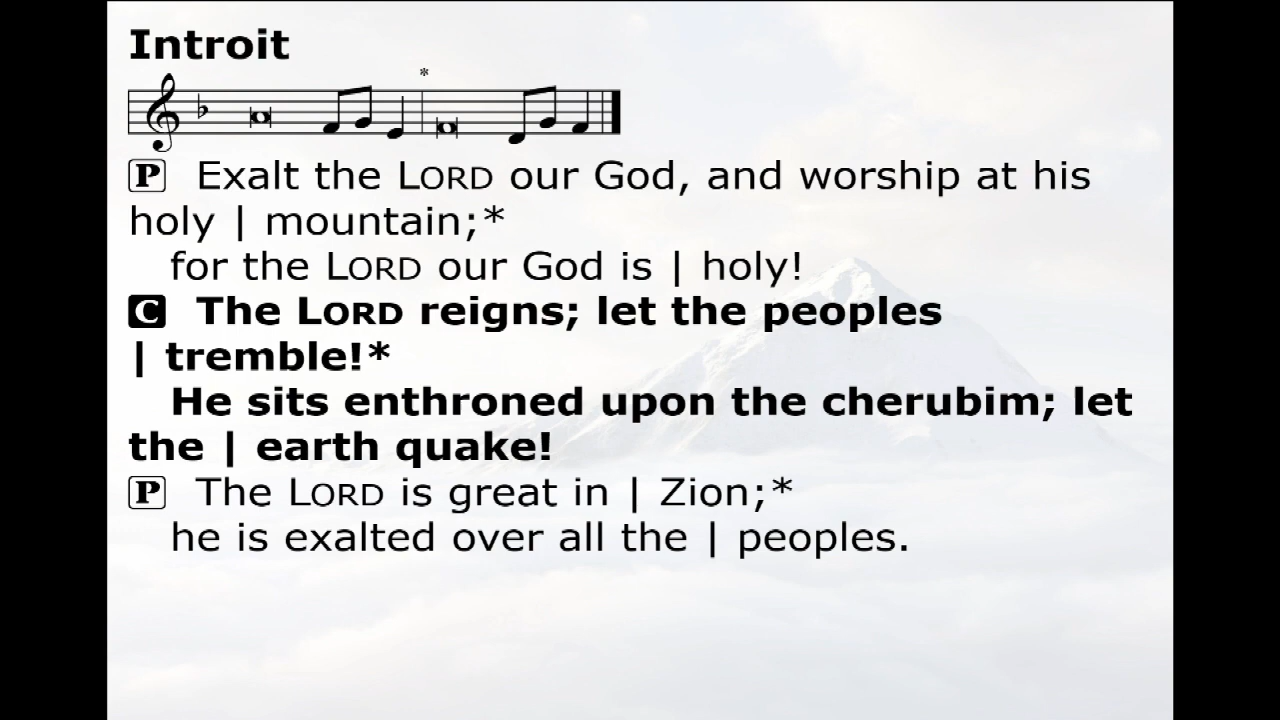 Introit
*
P Exalt the LORD our God, and worship at his
holy | mountain;*
for the LORD our God is | holy!
C The LORD reigns; let the peoples
| tremble!*
He sits enthroned upon the cherubim; let
the | earth quake!
P The LORD is great in | Zion;*
he is exalted over all the | peoples.